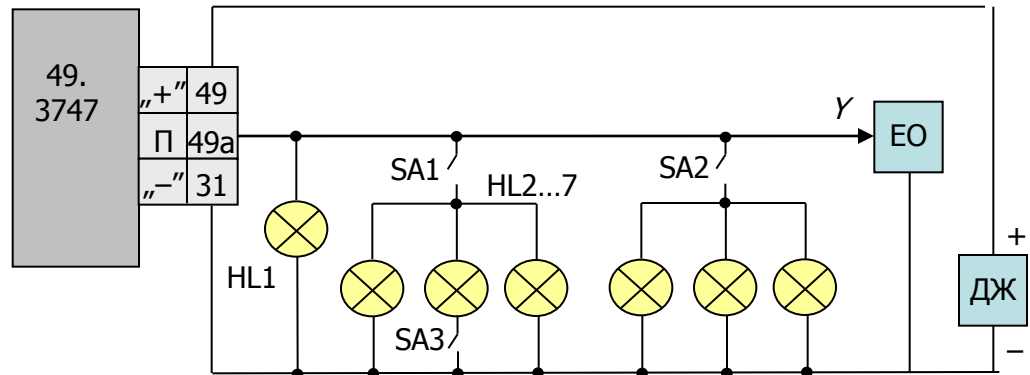 49.
3747
„+” 49
П 49а
„–” 31
SA1
HL2...7
SA2
Y
ЕО
HL1
SA3
+
ДЖ
–